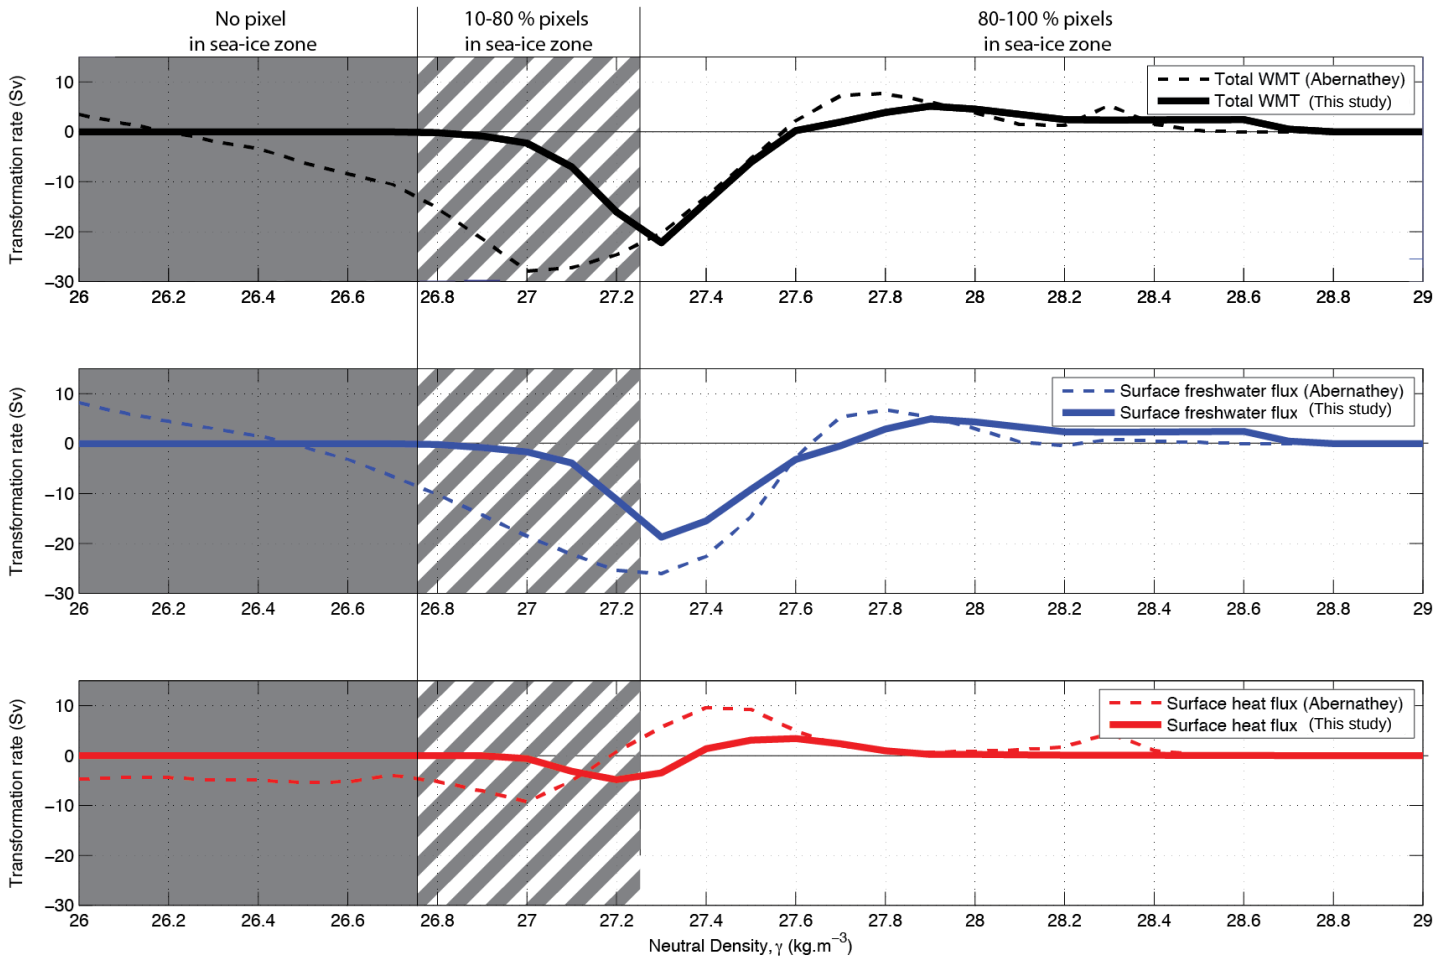 No pixel
in sea-ice zone
10-80 % pixels
in sea-ice zone
80-100 % pixels
in sea-ice zone
Transformation rate (Sv)
10
0
−10
−20
−30
Total WMT (Abernathey)
Total WMT (This study)
26 26.2 26.4 26.6 26.8 27 27.2 27.4 27.6 27.8 28 28.2 28.4 28.6 28.8 29
Transformation rate (Sv)
10
0
−10
−20
−30
Surface freshwater flux (Abernathey)
Surface freshwater flux (This study)
26 26.2 26.4 26.6 26.8 27 27.2 27.4 27.6 27.8 28 28.2 28.4 28.6 28.8 29
Transformation rate (Sv)
10
0
−10
−20
−30
Surface heat flux (Abernathey)
Surface heat flux (This study)
26 26.2 26.4 26.6 26.8 27 27.2 27.4 27.6 27.8 28 28.2 28.4 28.6 28.8 29
Neutral Density, γ (kg.m⁻³)